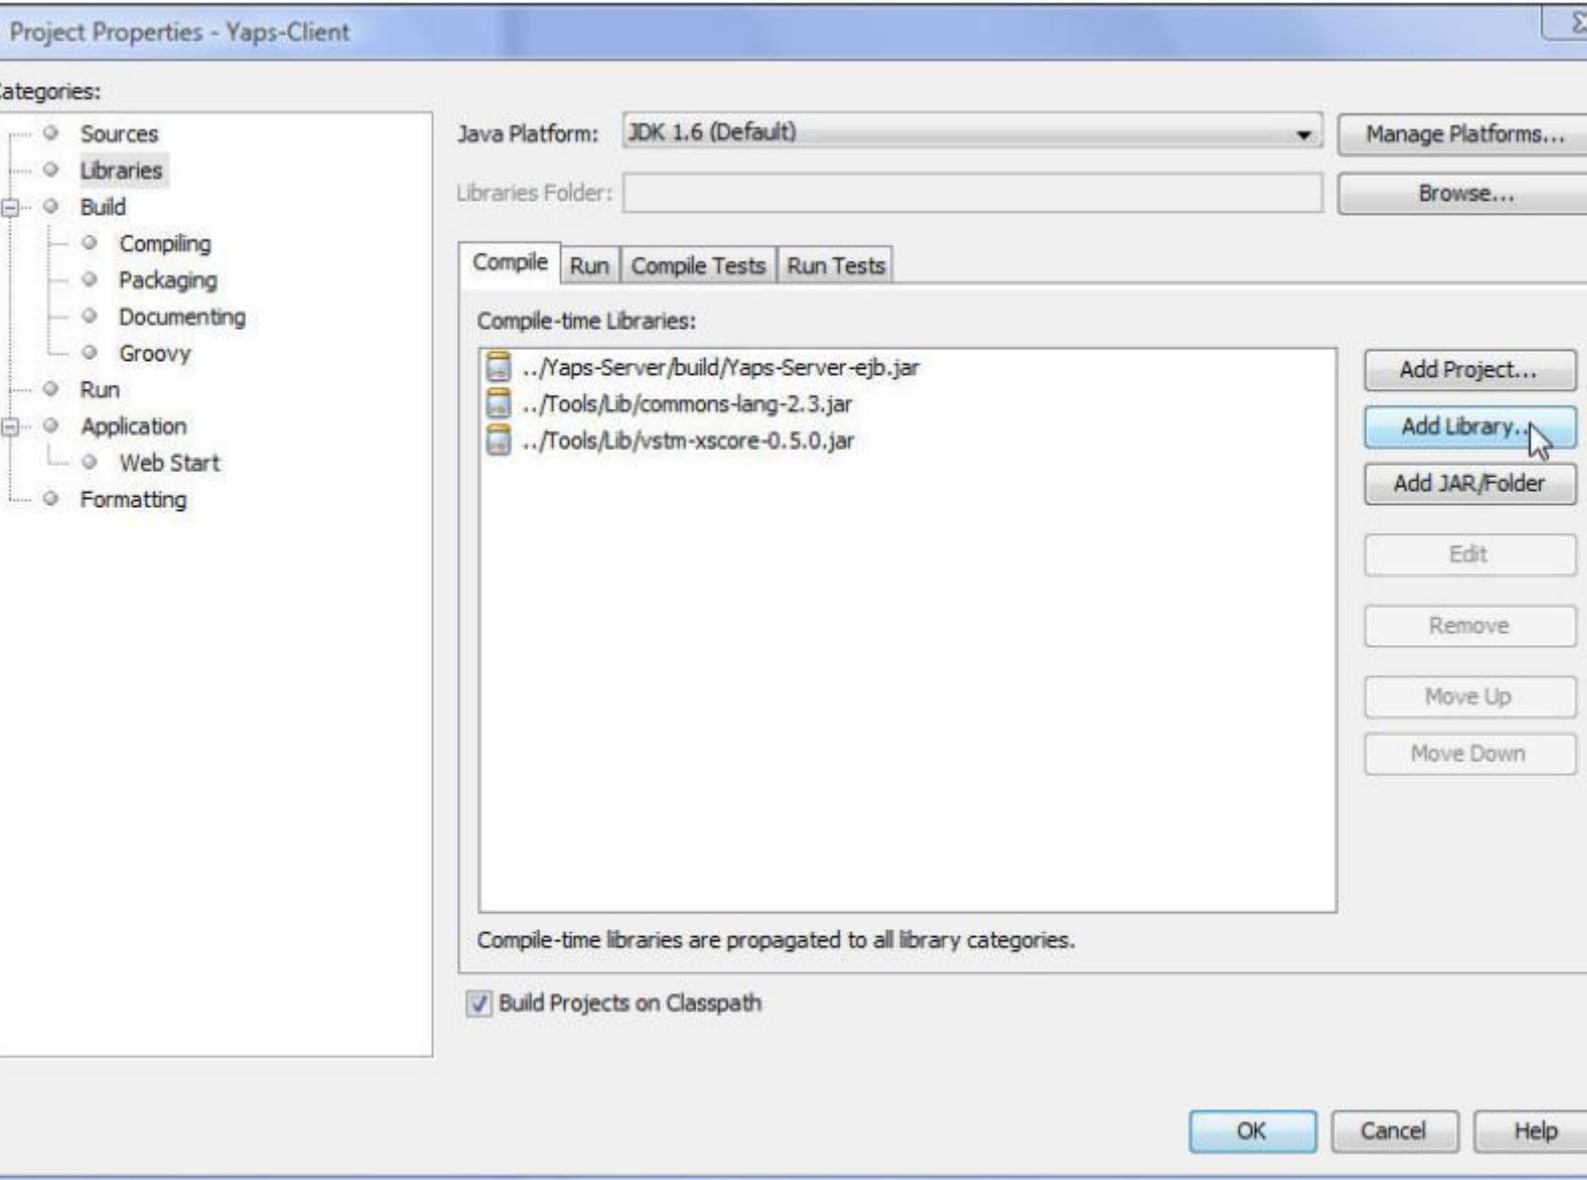 Project Properties - Yaps-Client
Categories:
Sources
Libraries
Build
Compiling
Packaging
Documenting
Groovy
Run
Application
Web Start
Formatting
Java Platform: JDK 1.6 (Default) Manage Platforms...
Libraries Folder: Browse...
Compile Run Compile Tests Run Tests
Compile-time Libraries:
../Yaps-Server/build/Yaps-Server-ejb.jar
../Tools/Lib/commons-lang-2.3.jar
../Tools/Lib/vstm-xscore-0.5.0.jar
Add Project...
Add Library...
Add JAR/Folder
Edit
Remove
Move Up
Move Down
Compile-time libraries are propagated to all library categories.
Build Projects on Classpath
OK Cancel Help